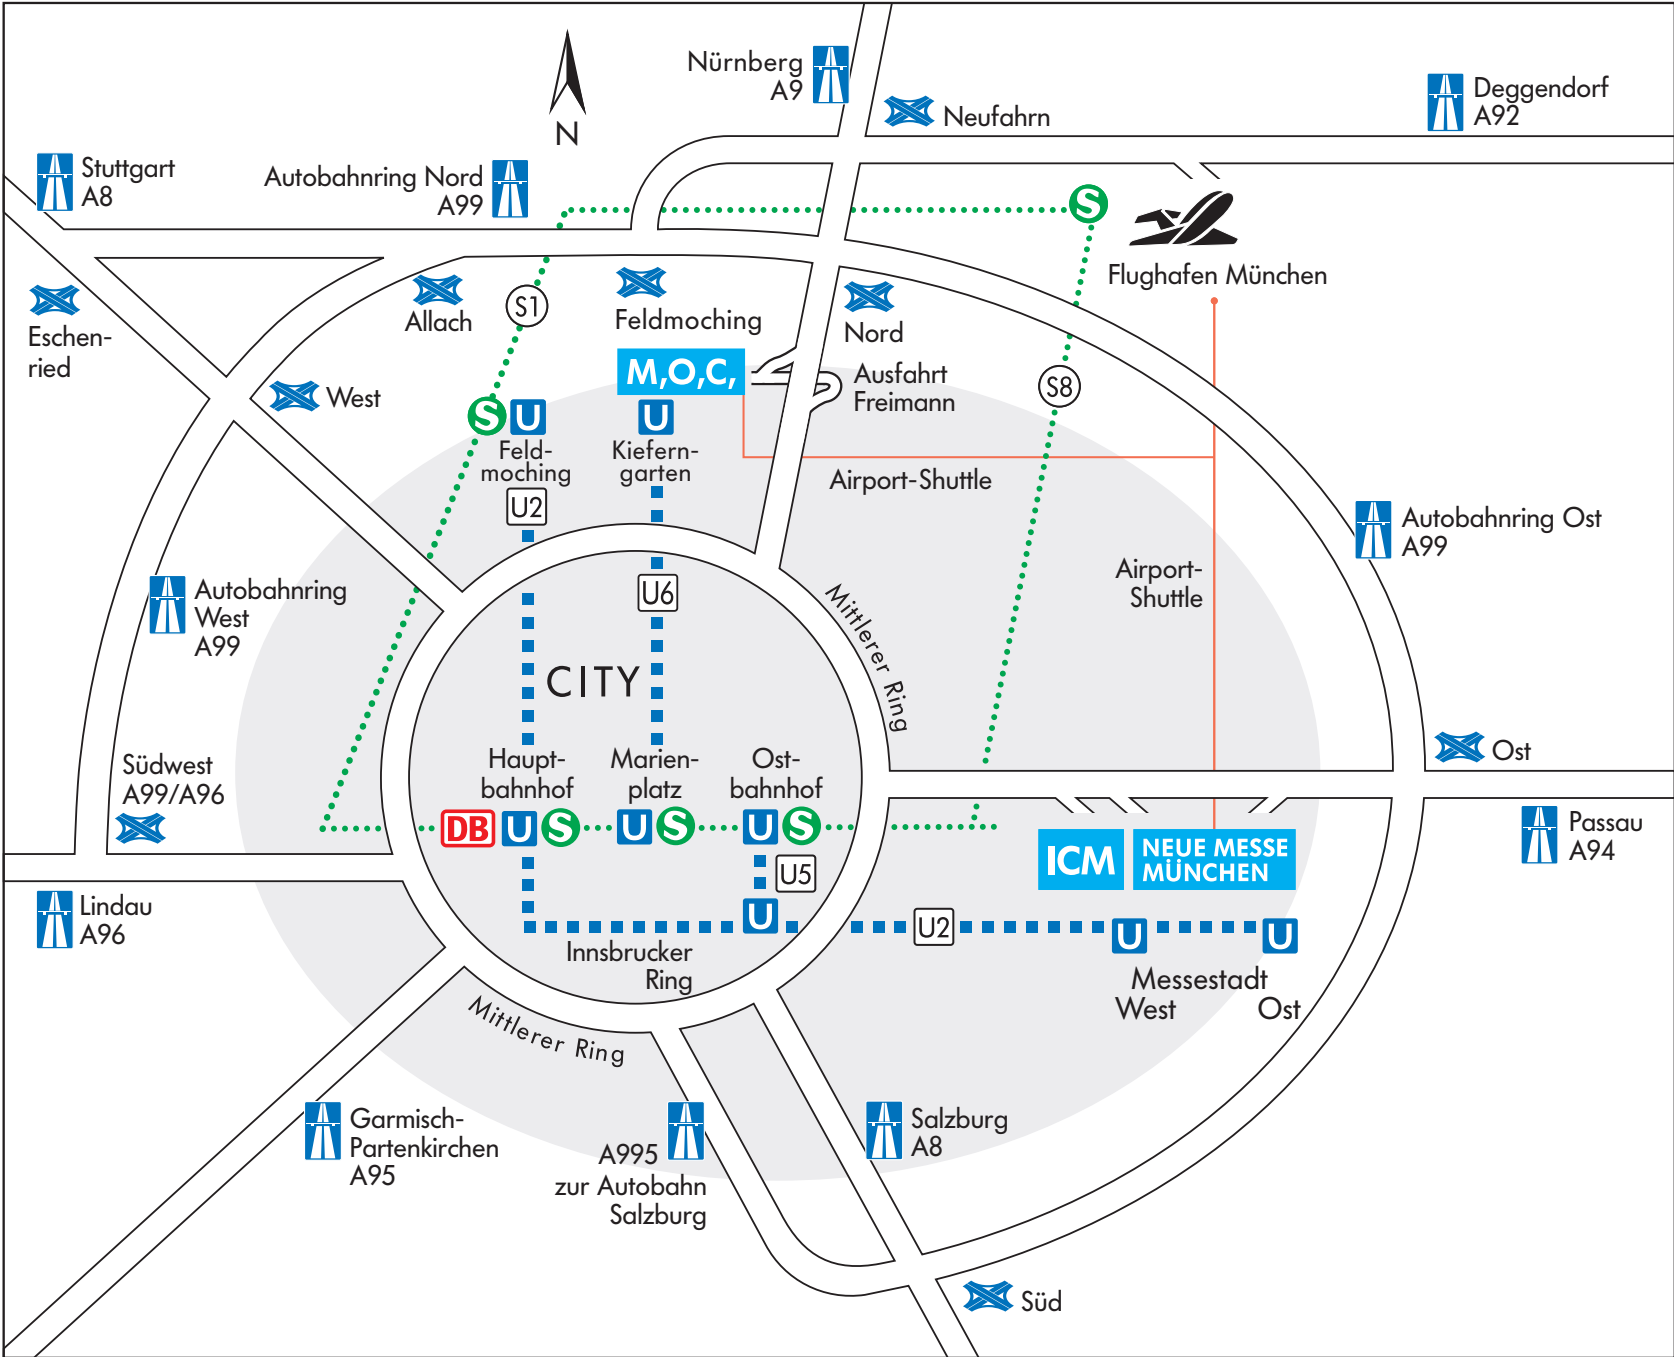 Nürnberg
A9
Deggendorf
A92
Neufahrn
N
Stuttgart
A8
Autobahnring Nord
A99
S
Flughafen München
S1
Allach
Feldmoching
Nord
Eschen-
ried
M,O,C,
Ausfahrt
Freimann
S8
West
S U
Feld-
moching
U
Kiefern-
garten
U2
Airport-Shuttle
Autobahnring Ost
A99
Airport-
Shuttle
Autobahnring
West
A99
U6
Mittlerer Ring
CITY
Südwest
A99/A96
Haupt-
bahnhof
Marien-
platz
Ost-
bahnhof
Ost
DB U S
U S
U S
Passau
A94
ICM
NEUE MESSE
MÜNCHEN
U5
Lindau
A96
U
U2
U
U
Innsbrucker
Ring
Messestadt
West
Ost
Mittlerer Ring
Garmisch-
Partenkirchen
A95
A995
zur Autobahn
Salzburg
Salzburg
A8
Süd